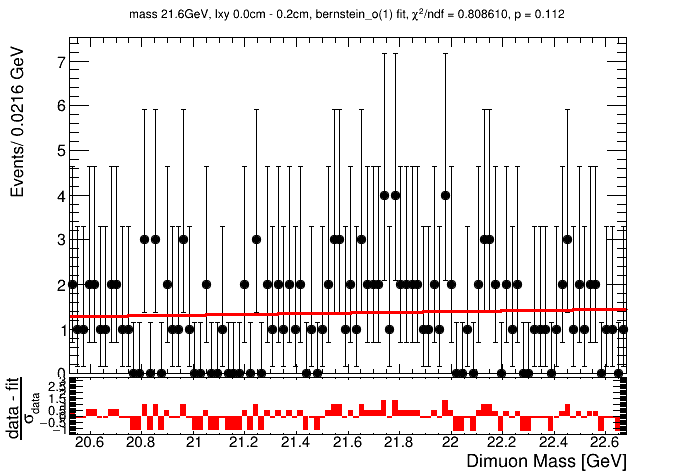 mass 21.6GeV, lxy 0.0cm - 0.2cm, bernstein_o(1) fit, χ²/ndf = 0.808610, p = 0.112
Events/ 0.0216 GeV
7
6
5
4
3
2
1
0
data - fit
σdata
20.6 20.8 21 21.2 21.4 21.6 21.8 22 22.2 22.4 22.6
Dimuon Mass [GeV]